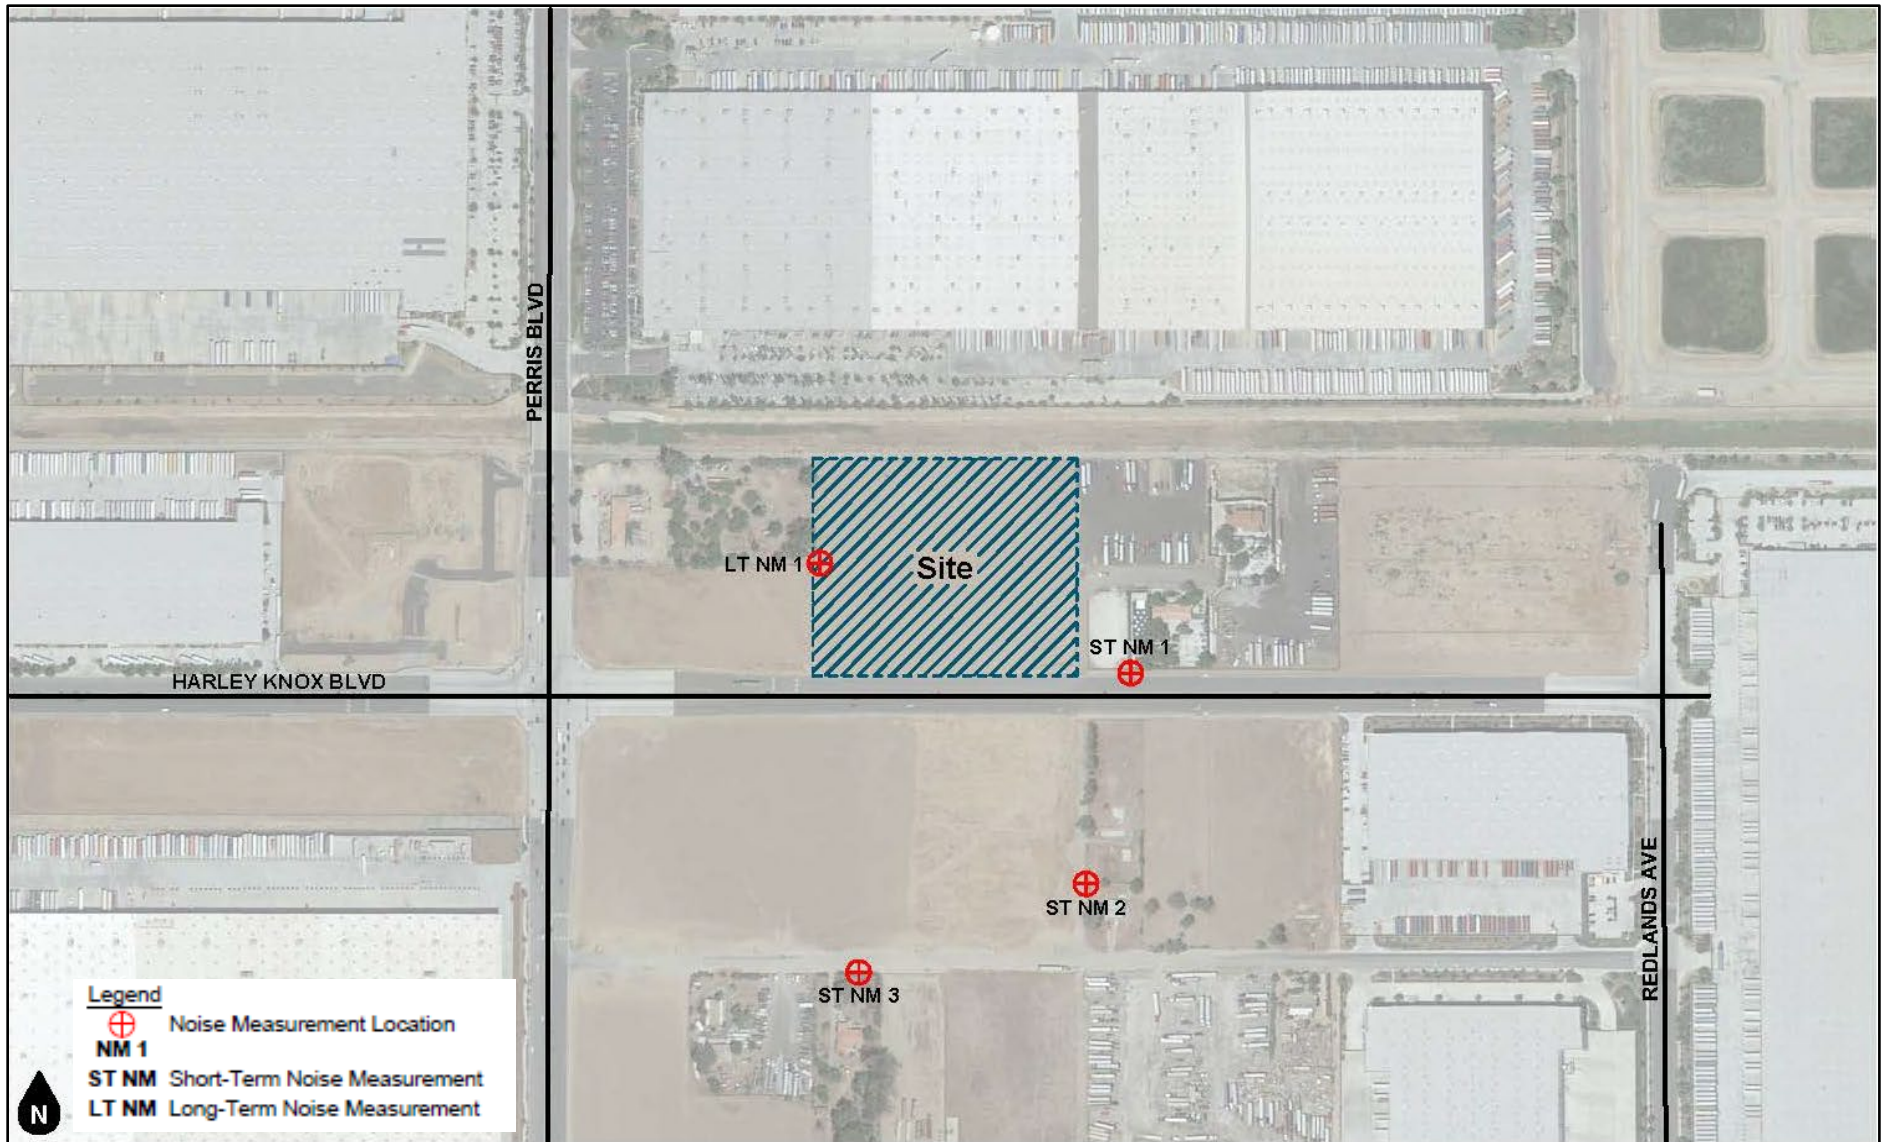 PERRIS BLVD
LT NM 1
Site
ST NM 1
HARLEY KNOX BLVD
ST NM 2
REDLANDS AVE
ST NM 3
Legend
Noise Measurement Location
NM 1
ST NM Short-Term Noise Measurement
LT NM Long-Term Noise Measurement
N